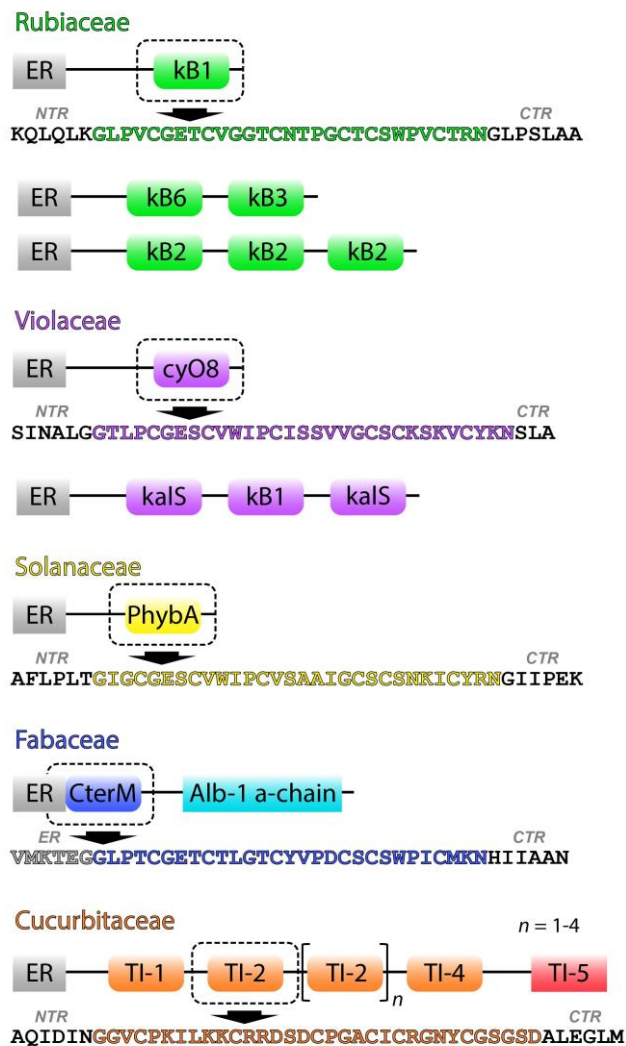 Rubiaceae
ER kB1
NTR CTR
KQLQLKGLPVCGETCVGGTCNTPGCTCSWPVCTRNGLPSLAA
ER kB6 kB3
ER kB2 kB2 kB2
Violaceae
ER cyO8
NTR CTR
SINALGGTLPCGESCVWIPCISSVVGCSCKSKVCYKNSLA
ER kalS kB1 kalS
Solanaceae
ER PhybA
NTR CTR
AFLPLTGIGCGESCVWIPCVSAAIGCSCSNKICYRNGIIPEK
Fabaceae
ER CterM Alb-1 a-chain
ER CTR
VMKTEGGLPTCGETCTLGTCYVPDCSCSWPICMKNHIIAAN
Cucurbitaceae
n = 1-4
ER TI-1 TI-2 [TI-2]n TI-4 TI-5
NTR CTR
AQIDINGGVCPKILKKCRRDSDCPGACICRGNYCGSGSDALEGLM